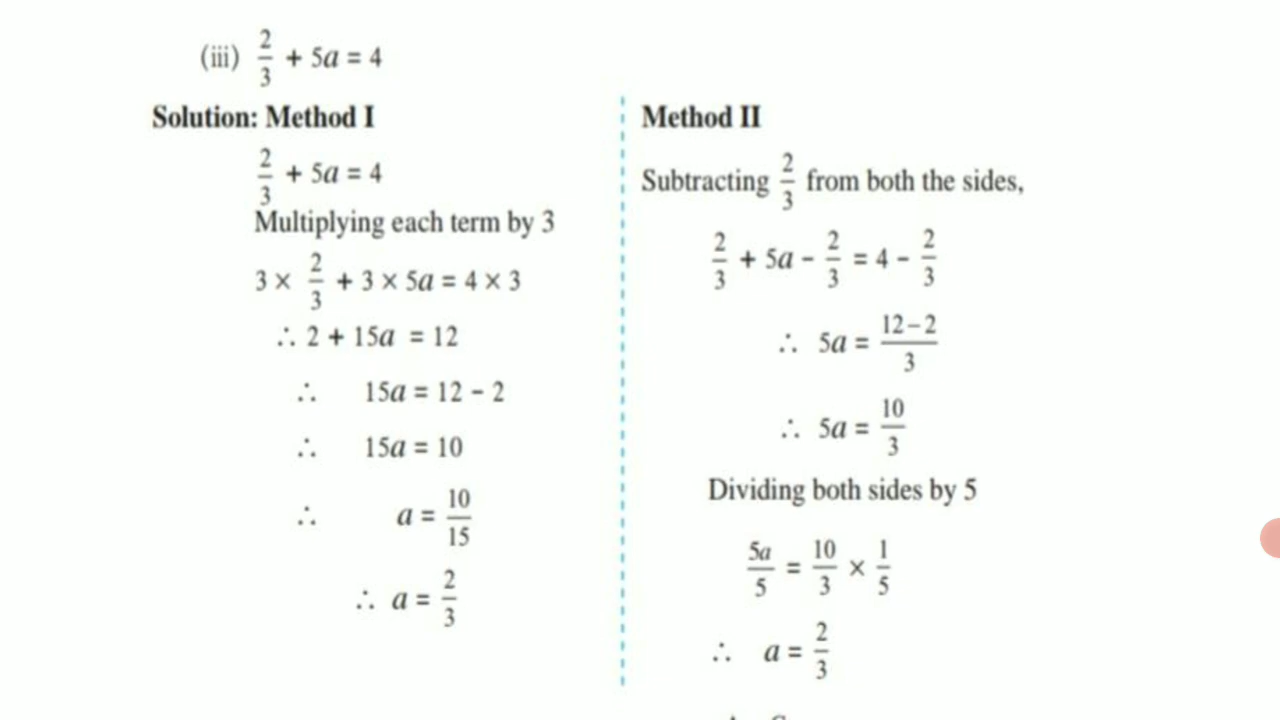 (iii) 2/3 + 5a = 4
Solution: Method I
2/3 + 5a = 4
Multiplying each term by 3
3 × 2/3 + 3 × 5a = 4 × 3
∴ 2 + 15a = 12
∴ 15a = 12 − 2
∴ 15a = 10
∴ a = 10/15
∴ a = 2/3
Method II
Subtracting 2/3 from both the sides,
2/3 + 5a − 2/3 = 4 − 2/3
∴ 5a = 12−2/3
∴ 5a = 10/3
Dividing both sides by 5
5a/5 = 10/3 × 1/5
∴ a = 2/3